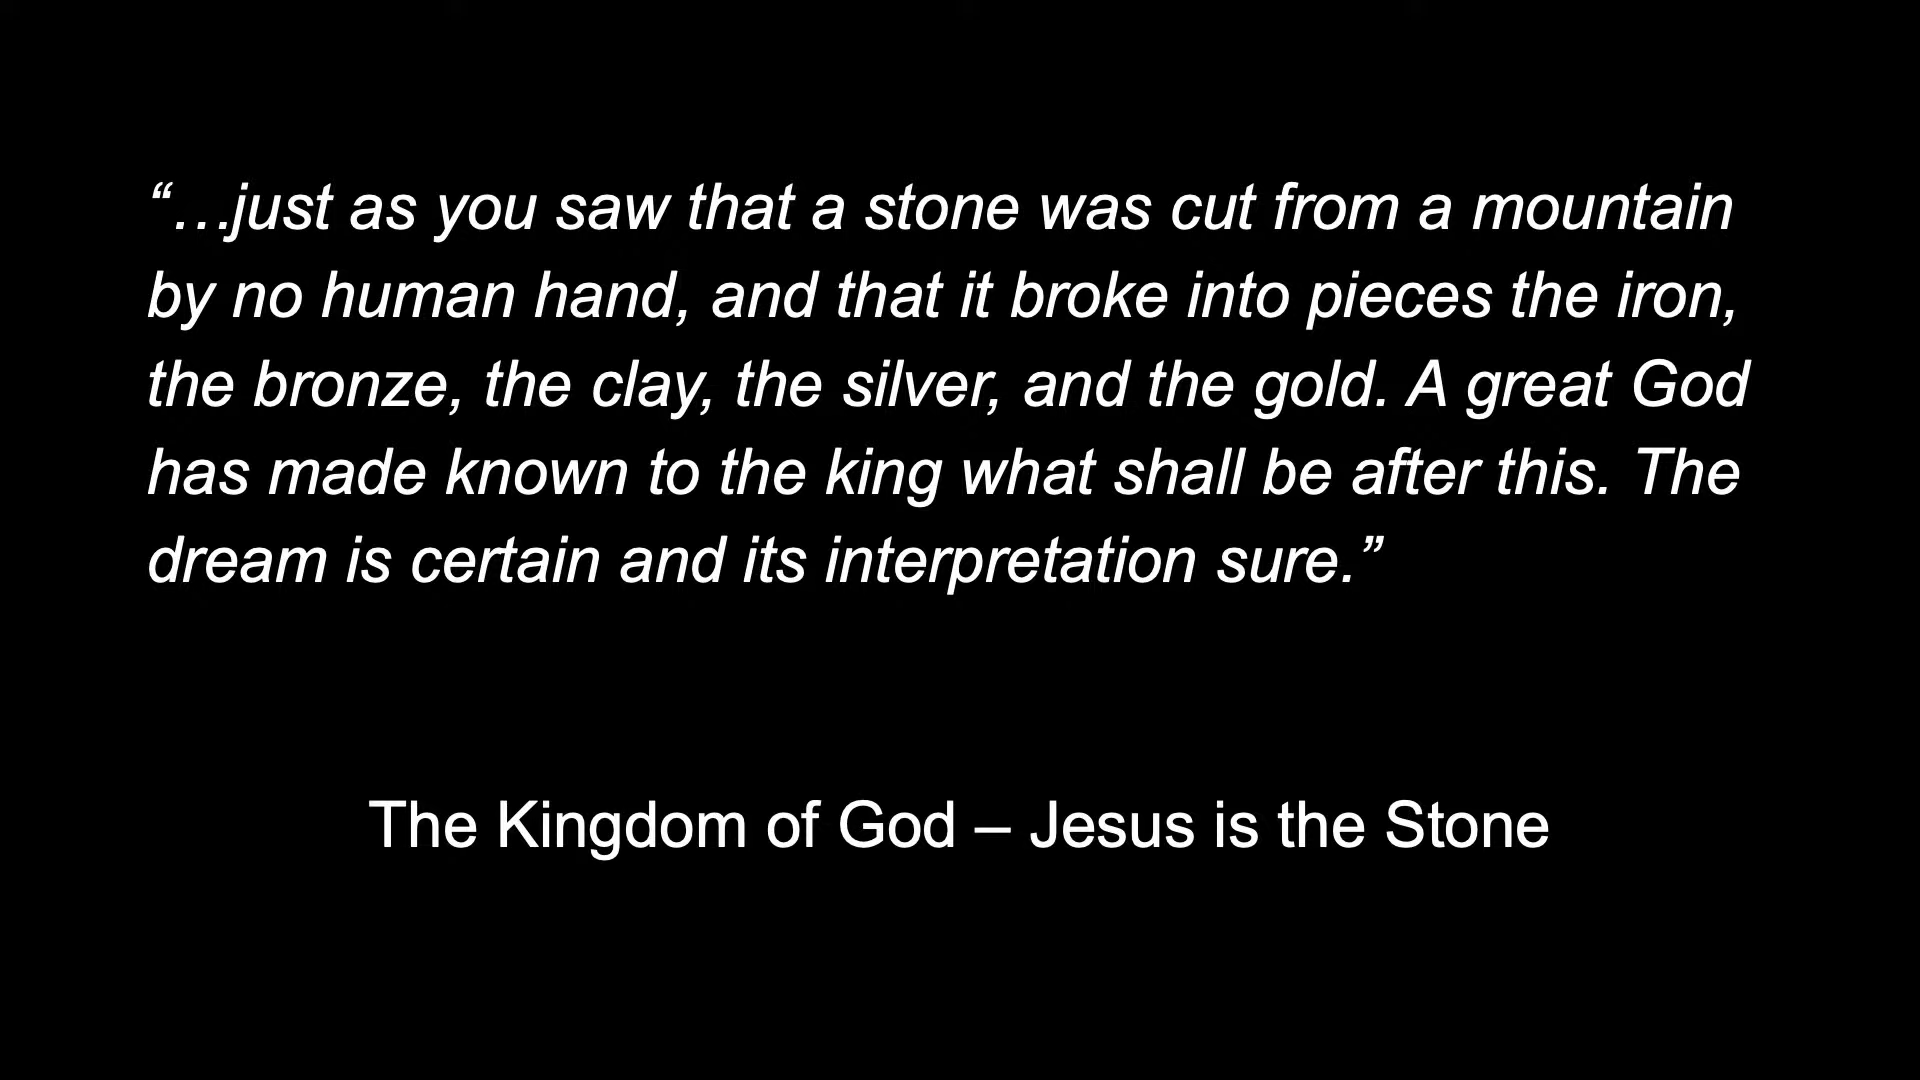 “…just as you saw that a stone was cut from a mountain
by no human hand, and that it broke into pieces the iron,
the bronze, the clay, the silver, and the gold. A great God
has made known to the king what shall be after this. The
dream is certain and its interpretation sure.”
The Kingdom of God – Jesus is the Stone